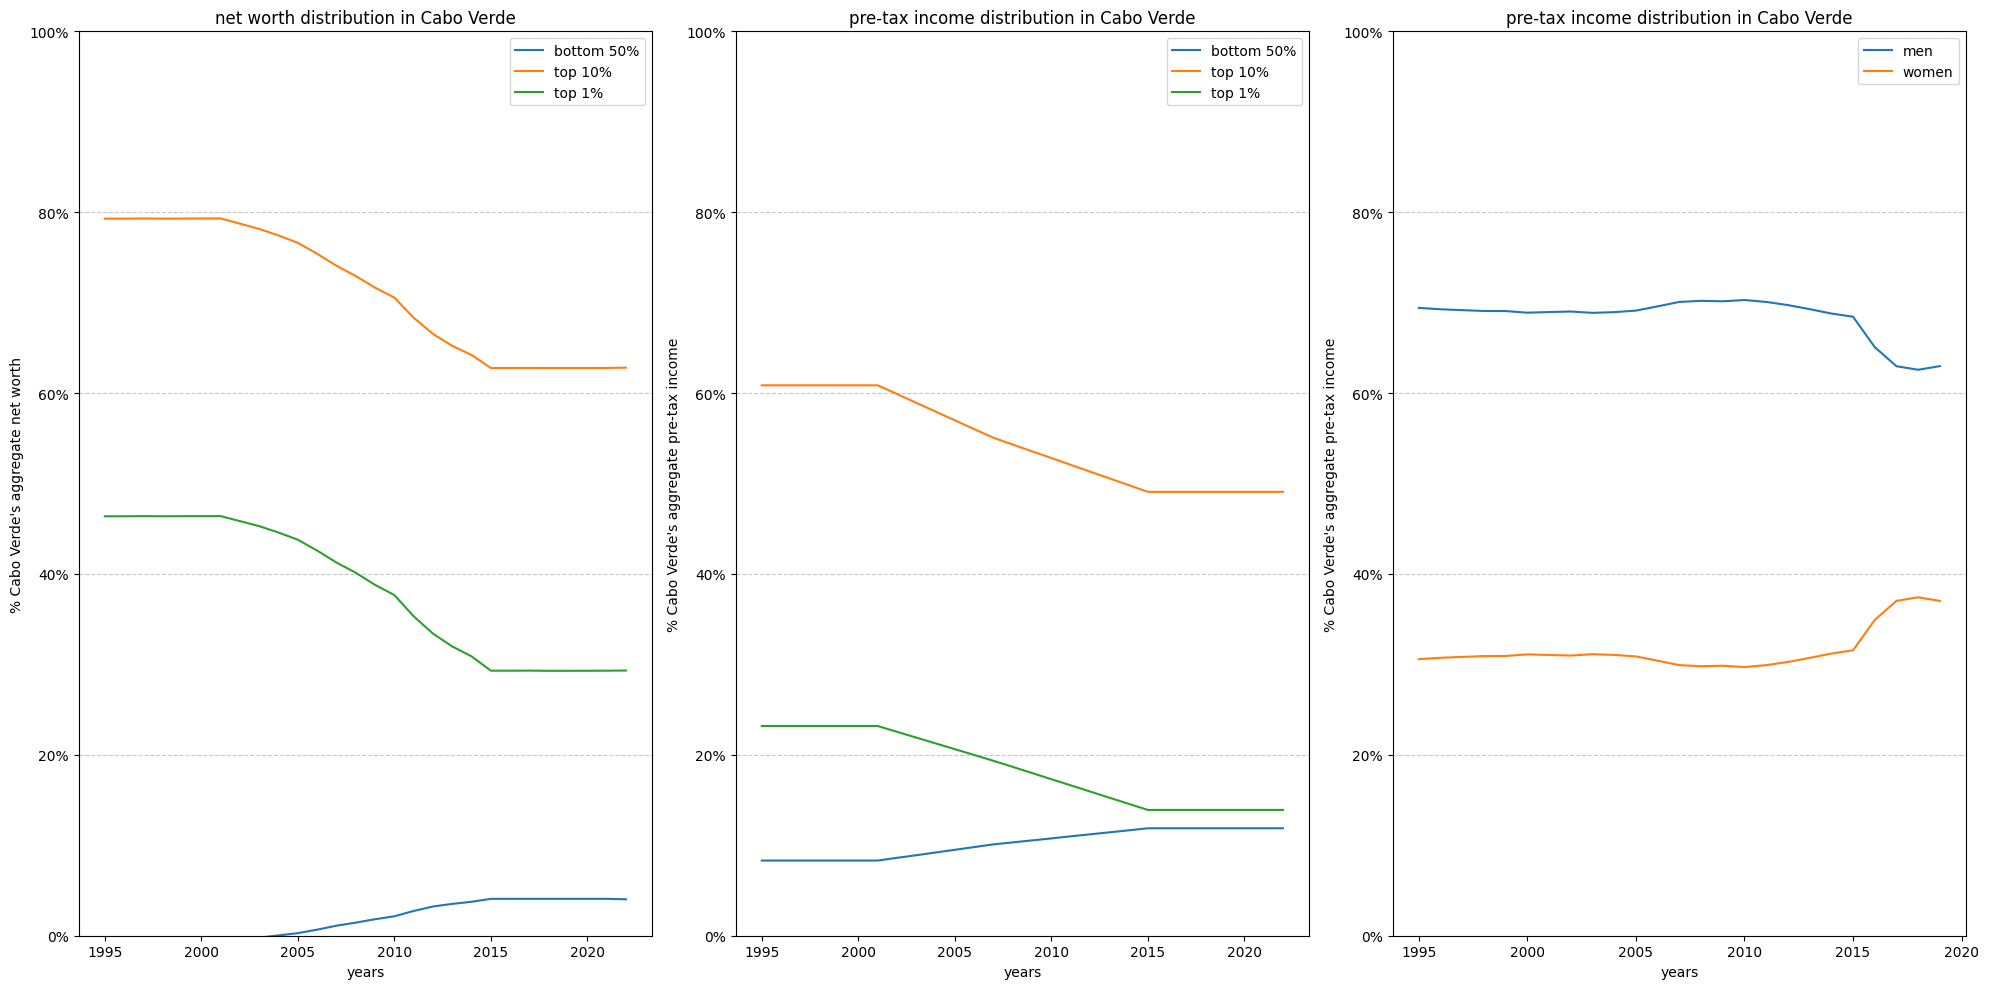 net worth distribution in Cabo Verde
% Cabo Verde's aggregate net worth
100%
80%
60%
40%
20%
0%
1995
2000
2005
2010
2015
2020
years
bottom 50%
top 10%
top 1%
pre-tax income distribution in Cabo Verde
% Cabo Verde's aggregate pre-tax income
100%
80%
60%
40%
20%
0%
1995
2000
2005
2010
2015
2020
years
bottom 50%
top 10%
top 1%
pre-tax income distribution in Cabo Verde
% Cabo Verde's aggregate pre-tax income
100%
80%
60%
40%
20%
0%
1995
2000
2005
2010
2015
2020
years
men
women